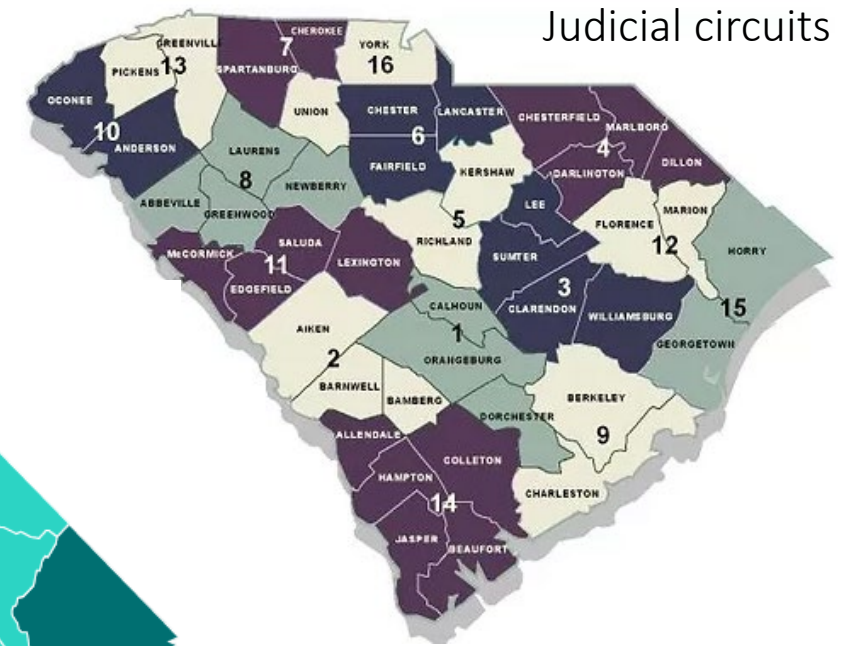 Judicial circuits
CHEROKEE
7
GREENVILLE
YORK
SPARTANBURG
16
PICKENS
13
OCONEE
CHESTER
LANCASTER
UNION
CHESTERFIELD
MARLBORO
10
6
ANDERSON
LAURENS
4
DILLON
FAIRFIELD
KERSHAW
DARLINGTON
8
NEWBERRY
ABBEVILLE
GREENWOOD
LEE
MARION
5
FLORENCE
RICHLAND
12
SALUDA
McCORMICK
LEXINGTON
SUMTER
HORRY
11
EDGEFIELD
3
CALHOUN
CLARENDON
WILLIAMSBURG
15
AIKEN
1
GEORGETOWN
2
ORANGEBURG
BARNWELL
BAMBERG
BERKELEY
DORCHESTER
ALLENDALE
9
COLLETON
HAMPTON
CHARLESTON
14
JASPER
BEAUFORT